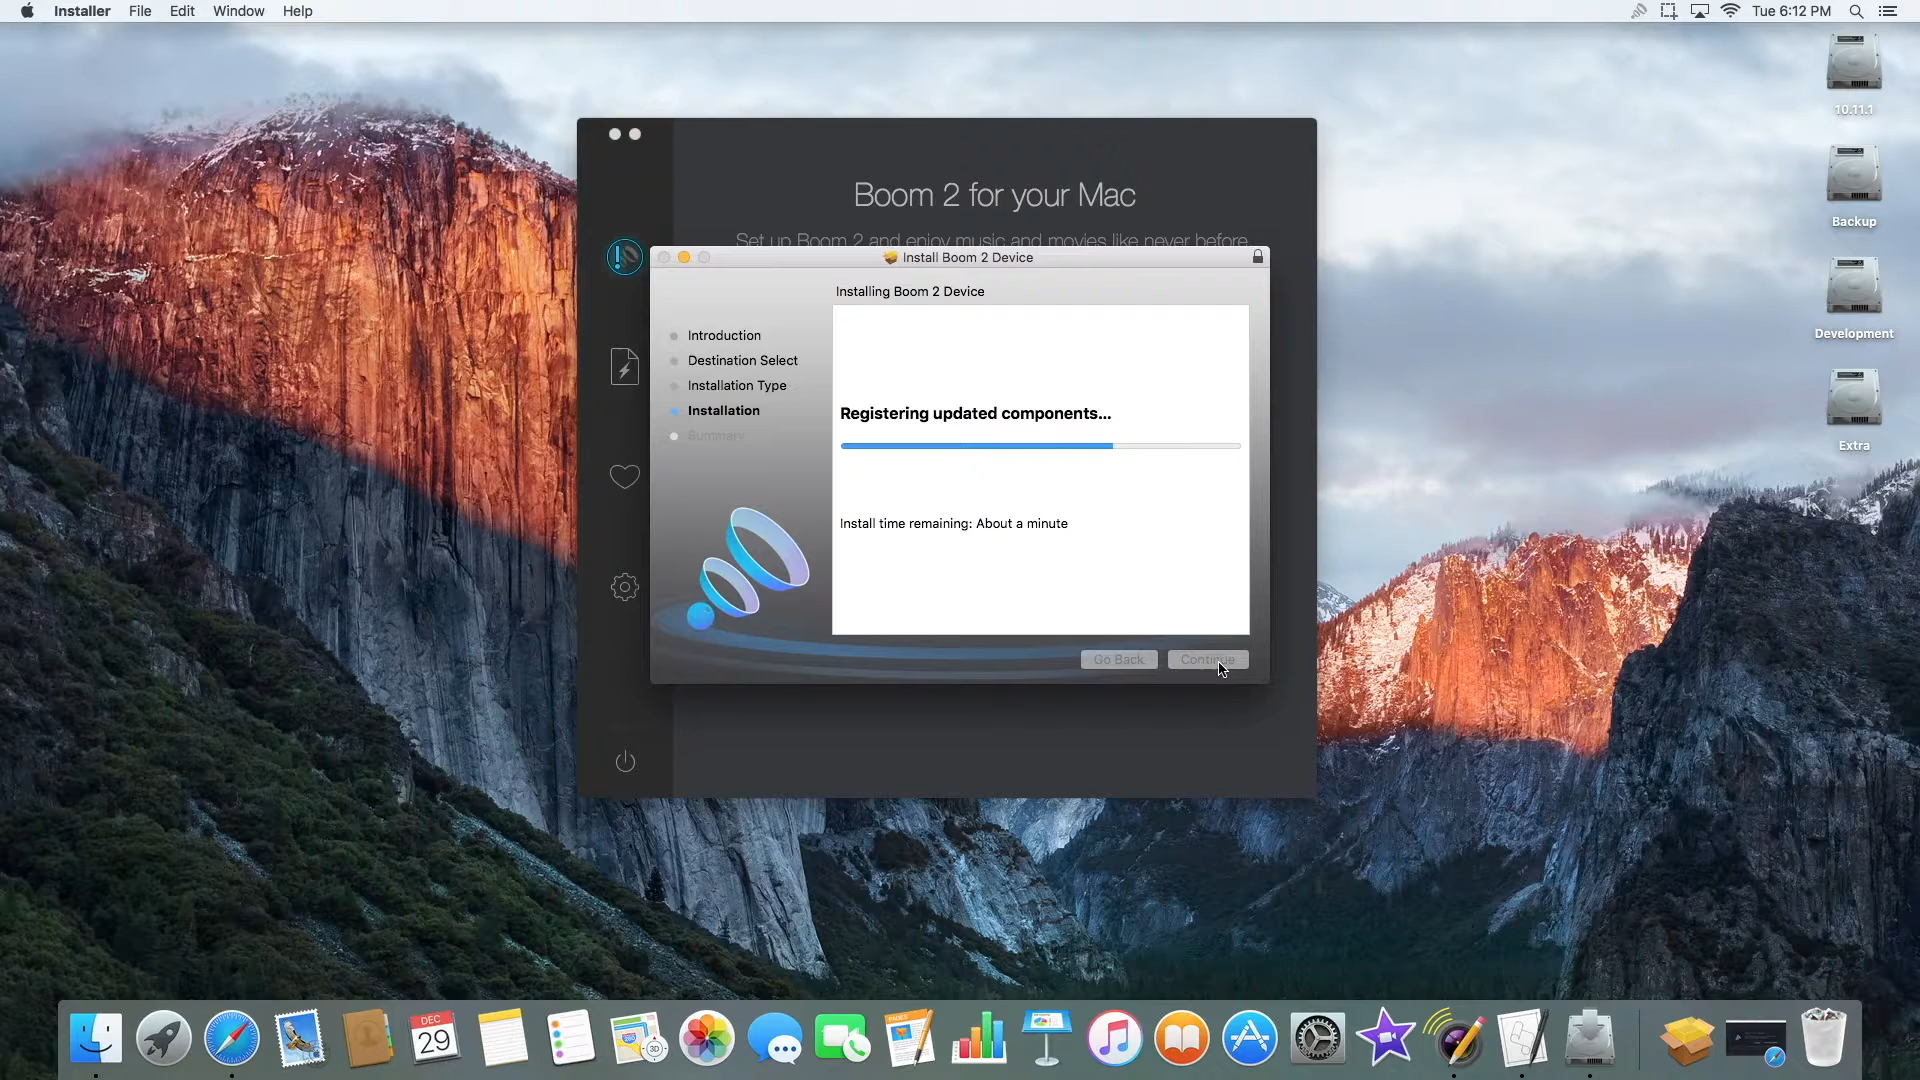 Installer File Edit Window Help
Tue 6:12 PM
10.11.1
Backup
Development
Extra
Boom 2 for your Mac
Set up Boom 2 and enjoy music and movies like never before
Install Boom 2 Device
Installing Boom 2 Device
Introduction
Destination Select
Installation Type
Installation
Summary
Registering updated components...
Install time remaining: About a minute
Go Back Continue
DEC
29
3D
PAGES